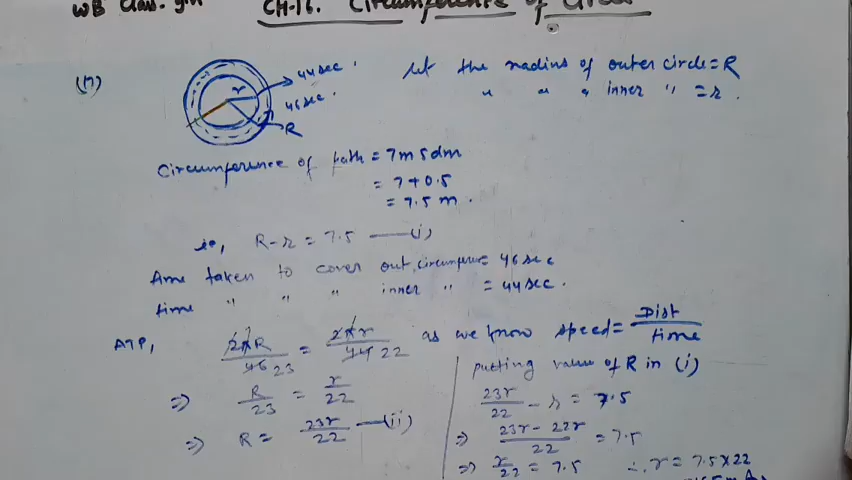 WB Class. 9th CH-16. Circumference of Circle
(17)
r
44 sec.
46 sec.
R
let the radius of outer circle = R
" " " inner " = r.
Circumference of path = 7m 5dm
= 7+0.5
= 7.5 m.
ie, R-r = 7.5 —(i)
time taken to cover out. circumference = 46 sec
time " " " inner " = 44 sec.
ATP, 2πR/46 23 = 2πr/44 22 as we know speed = Dist/time
⇒ R/23 = r/22
⇒ R = 23r/22 —(ii)
putting value of R in (i)
23r/22 - r = 7.5
⇒ 23r - 22r/22 = 7.5
⇒ r/22 = 7.5 ∴ r = 7.5×22